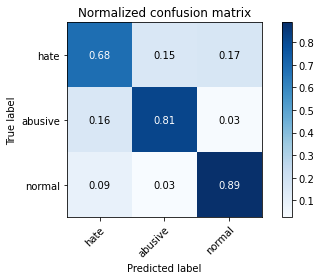 Normalized confusion matrix
True label
hate 0.68 0.15 0.17
abusive 0.16 0.81 0.03
normal 0.09 0.03 0.89
hate abusive normal
Predicted label
0.8
0.7
0.6
0.5
0.4
0.3
0.2
0.1